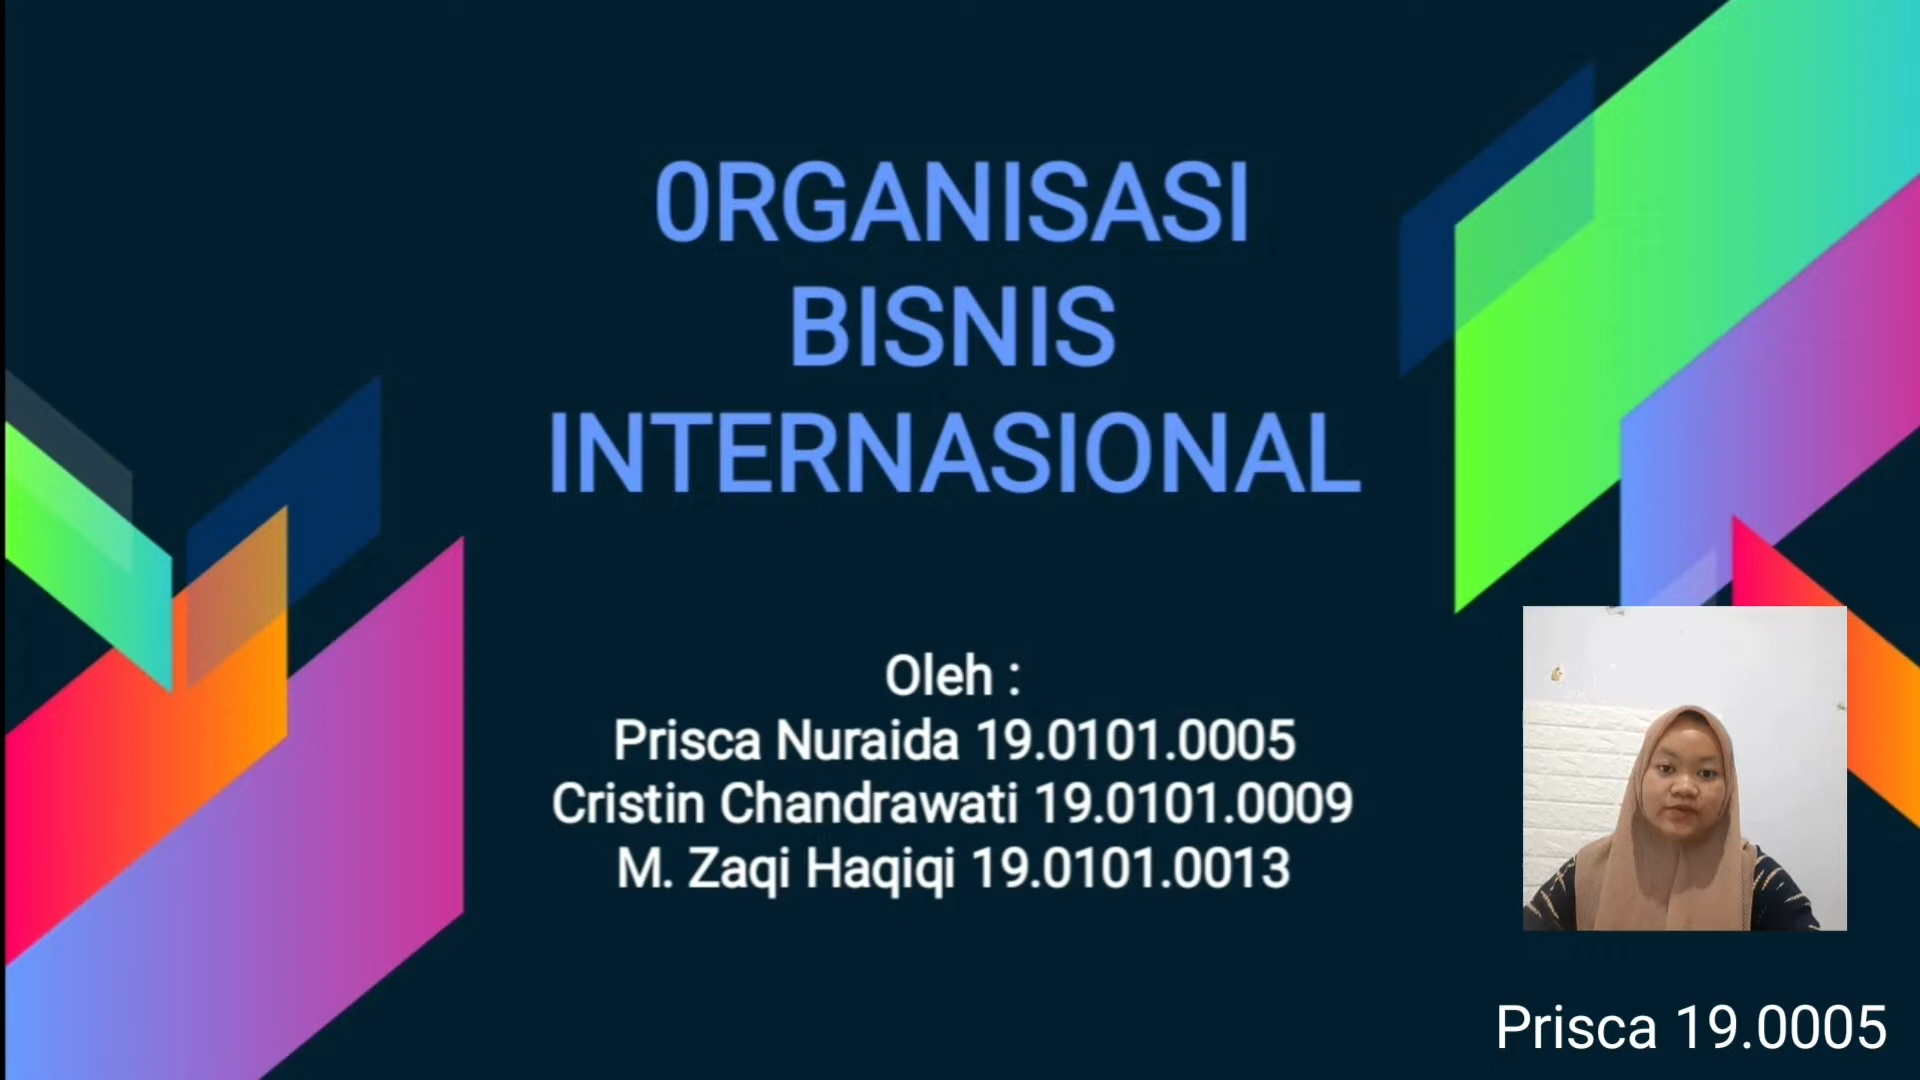 0RGANISASI
BISNIS
INTERNASIONAL
Oleh :
Prisca Nuraida 19.0101.0005
Cristin Chandrawati 19.0101.0009
M. Zaqi Haqiqi 19.0101.0013
Prisca 19.0005